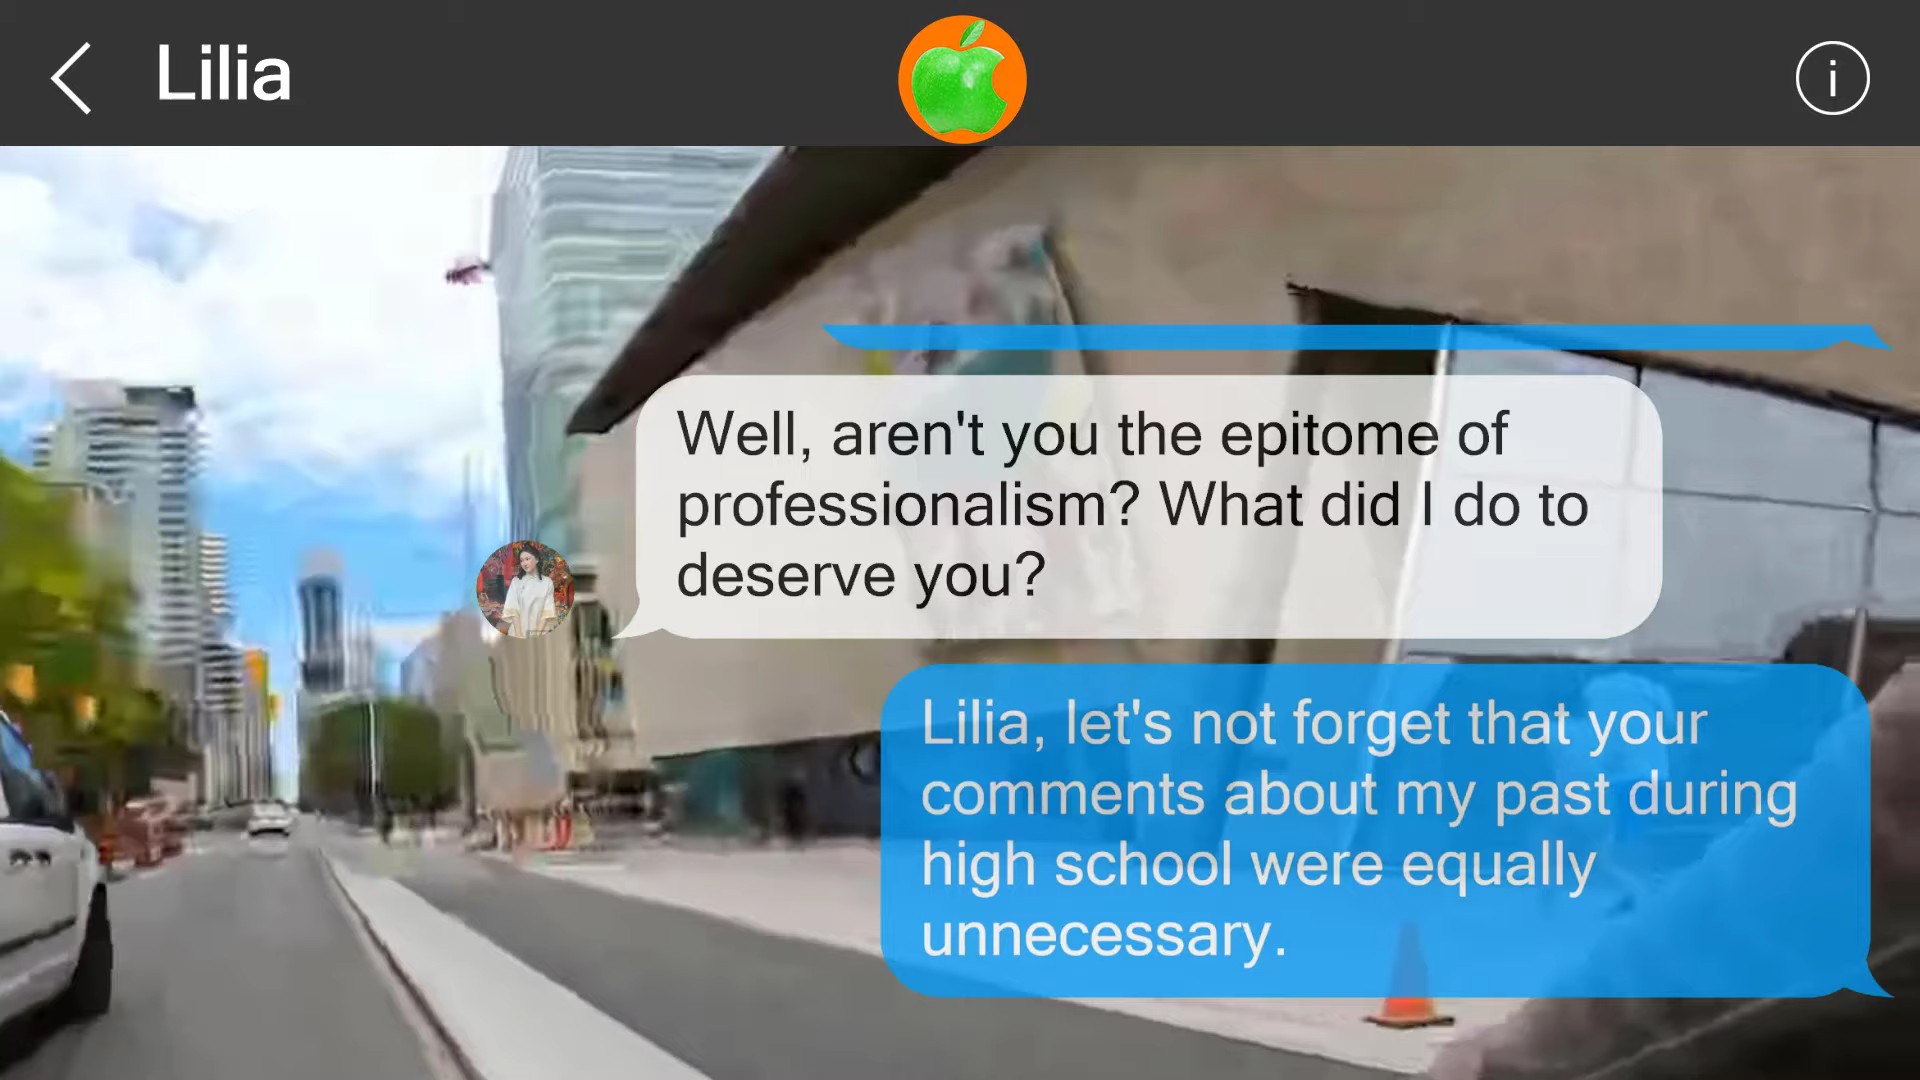 Lilia
i
Well, aren't you the epitome of
professionalism? What did I do to
deserve you?
Lilia, let's not forget that your
comments about my past during
high school were equally
unnecessary.